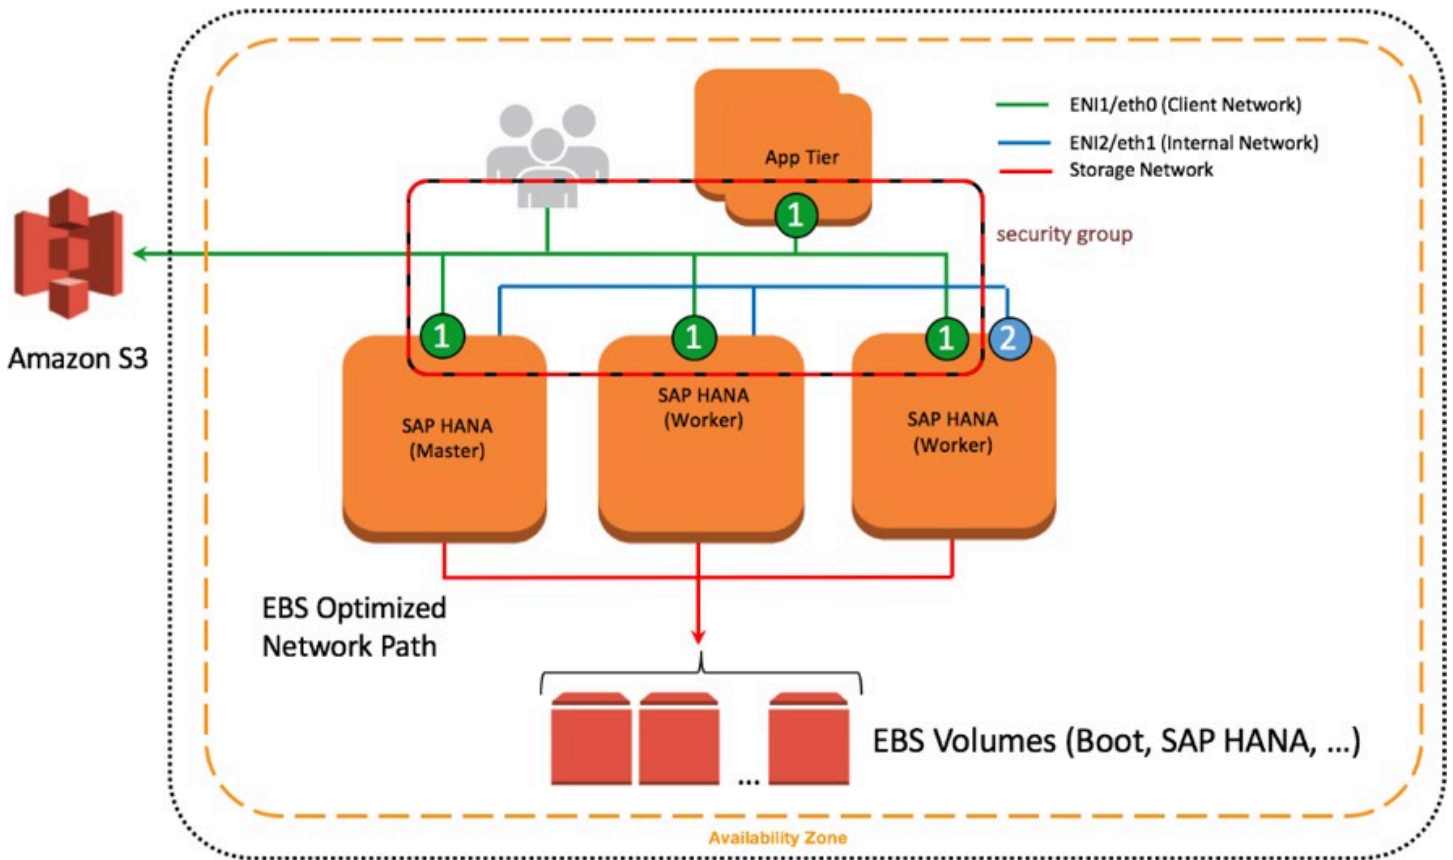 ENI1/eth0 (Client Network)
ENI2/eth1 (Internal Network)
Storage Network
App Tier
1
security group
Amazon S3
1
1
1
2
SAP HANA
(Master)
SAP HANA
(Worker)
SAP HANA
(Worker)
EBS Optimized
Network Path
...
EBS Volumes (Boot, SAP HANA, ...)
Availability Zone